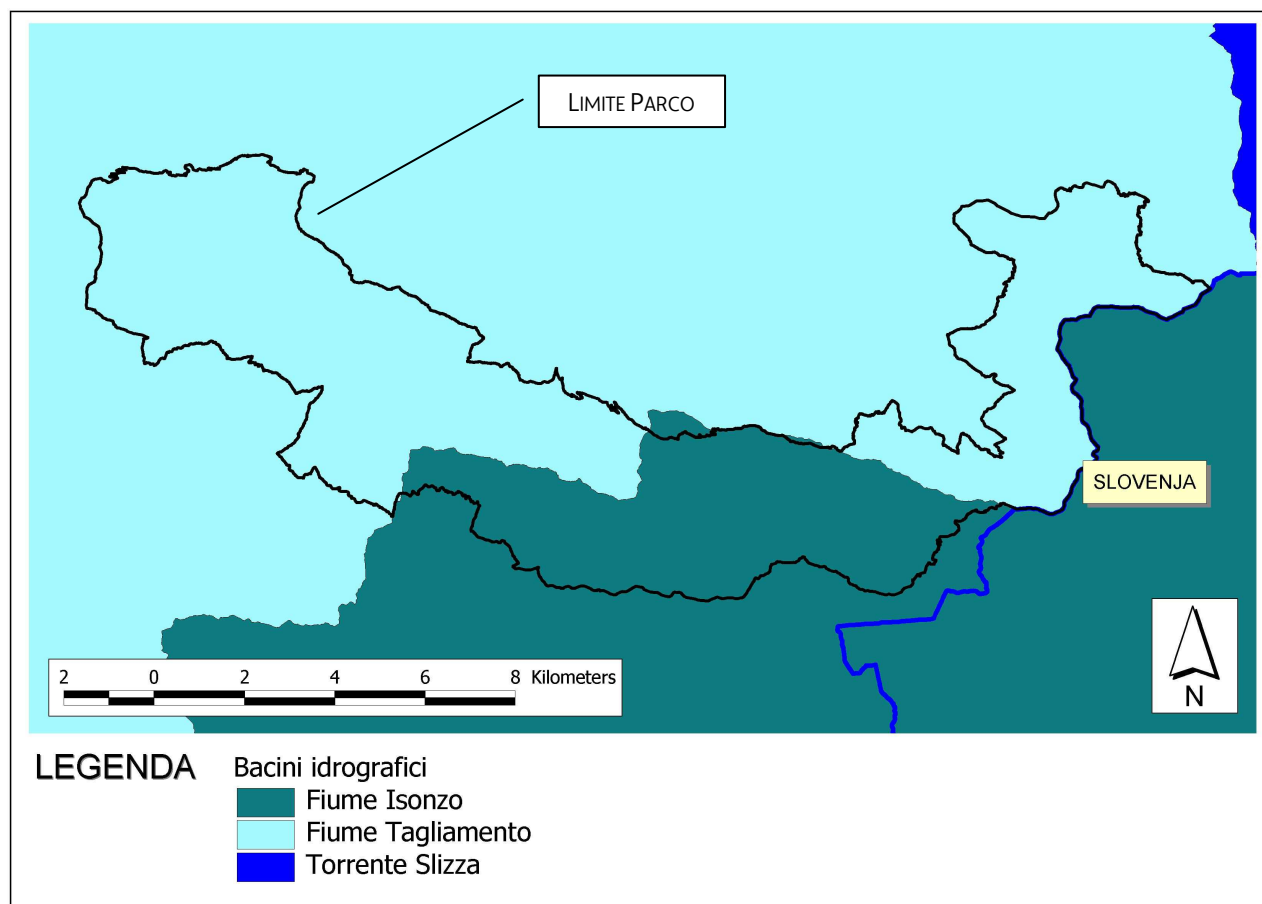 LIMITE PARCO
SLOVENJA
2 0 2 4 6 8 Kilometers
N
LEGENDA
Bacini idrografici
Fiume Isonzo
Fiume Tagliamento
Torrente Slizza